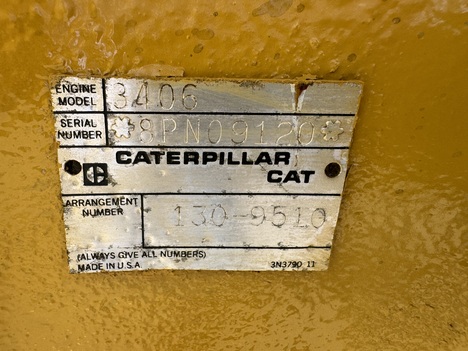 ENGINE MODEL 3406
SERIAL NUMBER *8PN09120*
CATERPILLAR
CAT
ARRANGEMENT NUMBER 130-9510
(ALWAYS GIVE ALL NUMBERS)
MADE IN U.S.A. 3N3790 11